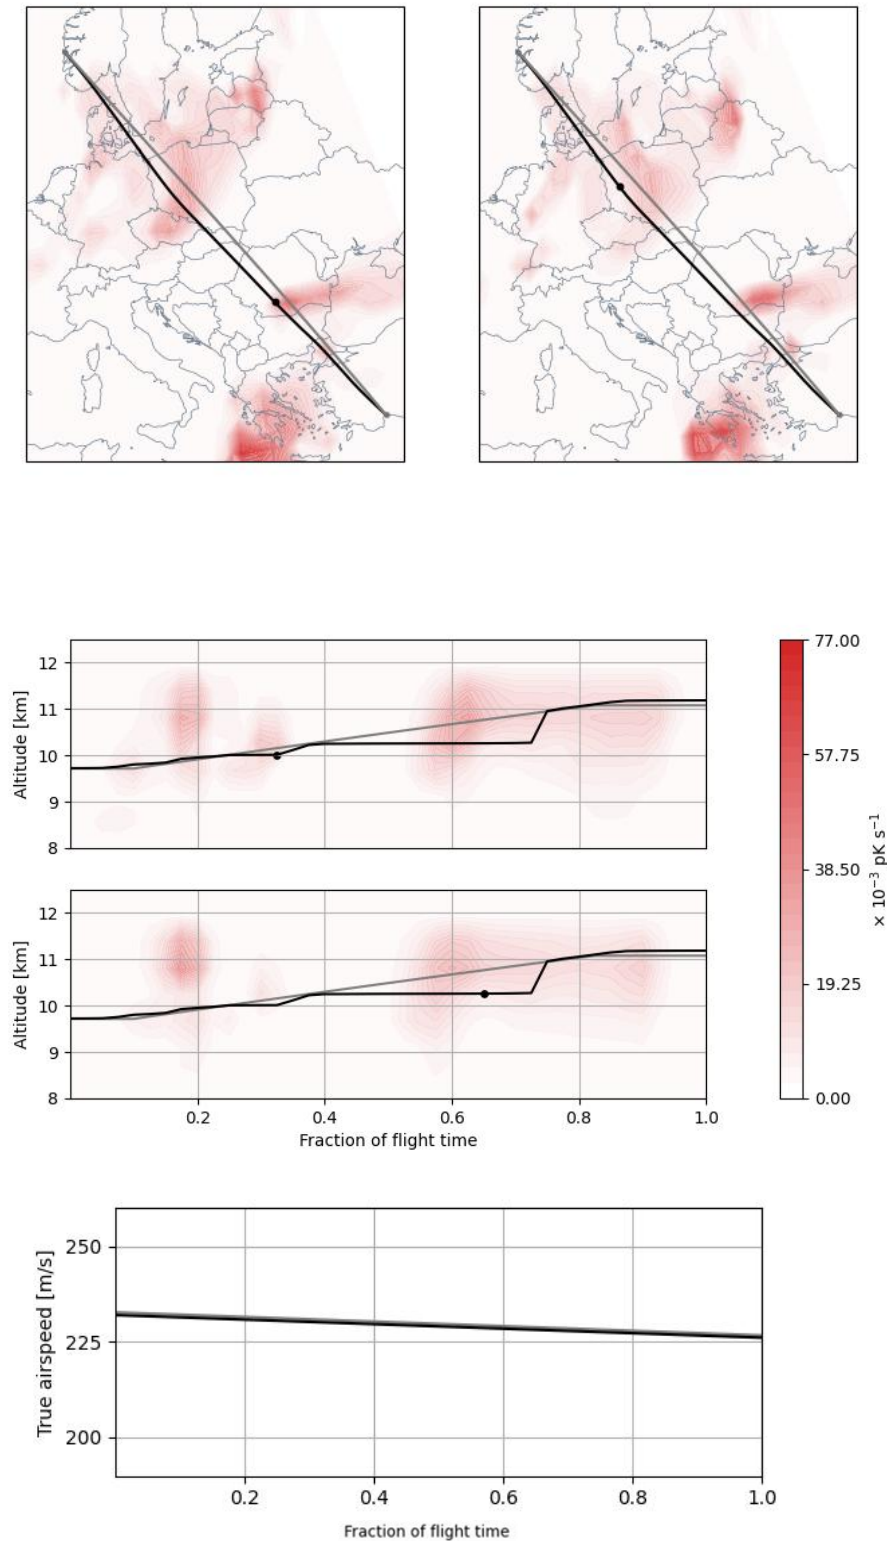 12
11
10
9
8
Altitude [km]
12
11
10
9
8
Altitude [km]
0.2 0.4 0.6 0.8 1.0
Fraction of flight time
77.00
57.75
38.50
19.25
0.00
× 10⁻³ pK s⁻¹
250
225
200
True airspeed [m/s]
0.2 0.4 0.6 0.8 1.0
Fraction of flight time